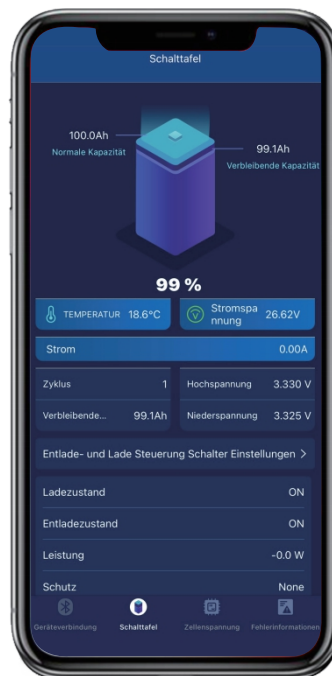 Schalttafel
100.0Ah
Normale Kapazität
99.1Ah
Verbleibende Kapazität
99 %
TEMPERATUR 18.6°C
Stromspa
nnung
26.62V
Strom 0.00A
Zyklus 1
Hochspannung 3.330 V
Verbleibende... 99.1Ah
Niederspannung 3.325 V
Entlade- und Lade Steuerung Schalter Einstellungen >
Ladezustand ON
Entladezustand ON
Leistung -0.0 W
Schutz None
Geräteverbindung Schalttafel Zellenspannung Fehlerinformationen